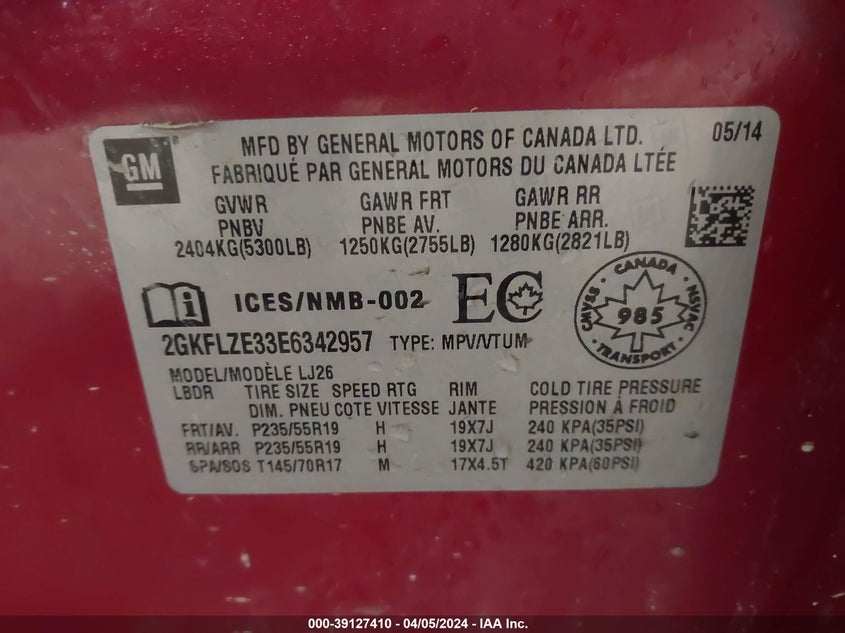 GM
MFD BY GENERAL MOTORS OF CANADA LTD. 05/14
FABRIQUÉ PAR GENERAL MOTORS DU CANADA LTÉE
GVWR GAWR FRT GAWR RR
PNBV PNBE AV. PNBE ARR.
2404KG(5300LB) 1250KG(2755LB) 1280KG(2821LB)
ICES/NMB-002 EC
CANADA
CMVSS 985 NSVAC
TRANSPORT
2GKFLZE33E6342957 TYPE: MPV/VTUM
MODEL/MODÈLE LJ26
LBDR TIRE SIZE SPEED RTG RIM COLD TIRE PRESSURE
DIM. PNEU COTE VITESSE JANTE PRESSION À FROID
FRT/AV. P235/55R19 H 19X7J 240 KPA(35PSI)
RR/ARR P235/55R19 H 19X7J 240 KPA(35PSI)
SPA/SOS T145/70R17 M 17X4.5T 420 KPA(60PSI)
000-39127410 - 04/05/2024 - IAA Inc.